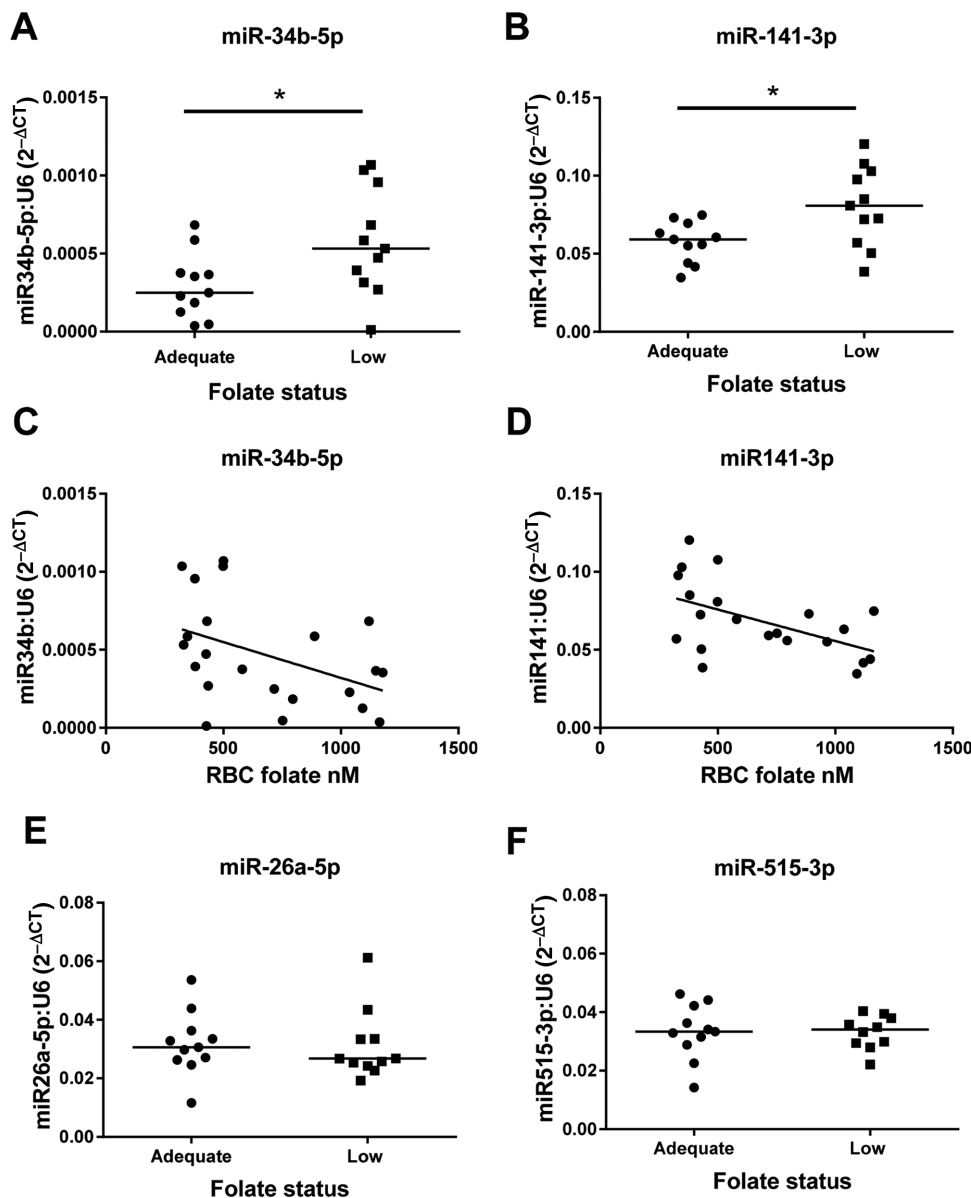 A
miR-34b-5p
*
miR34b-5p:U6 (2−ΔCT)
0.0015
0.0010
0.0005
0.0000
Adequate
Low
Folate status
B
miR-141-3p
*
miR-141-3p:U6 (2−ΔCT)
0.15
0.10
0.05
0.00
Adequate
Low
Folate status
C
miR-34b-5p
miR34b:U6 (2−ΔCT)
0.0015
0.0010
0.0005
0.0000
0
500
1000
1500
RBC folate nM
D
miR141-3p
miR141:U6 (2−ΔCT)
0.15
0.10
0.05
0.00
0
500
1000
1500
RBC folate nM
E
miR-26a-5p
miR26a-5p:U6 (2−ΔCT)
0.08
0.06
0.04
0.02
0.00
Adequate
Low
Folate status
F
miR-515-3p
miR515-3p:U6 (2−ΔCT)
0.08
0.06
0.04
0.02
0.00
Adequate
Low
Folate status